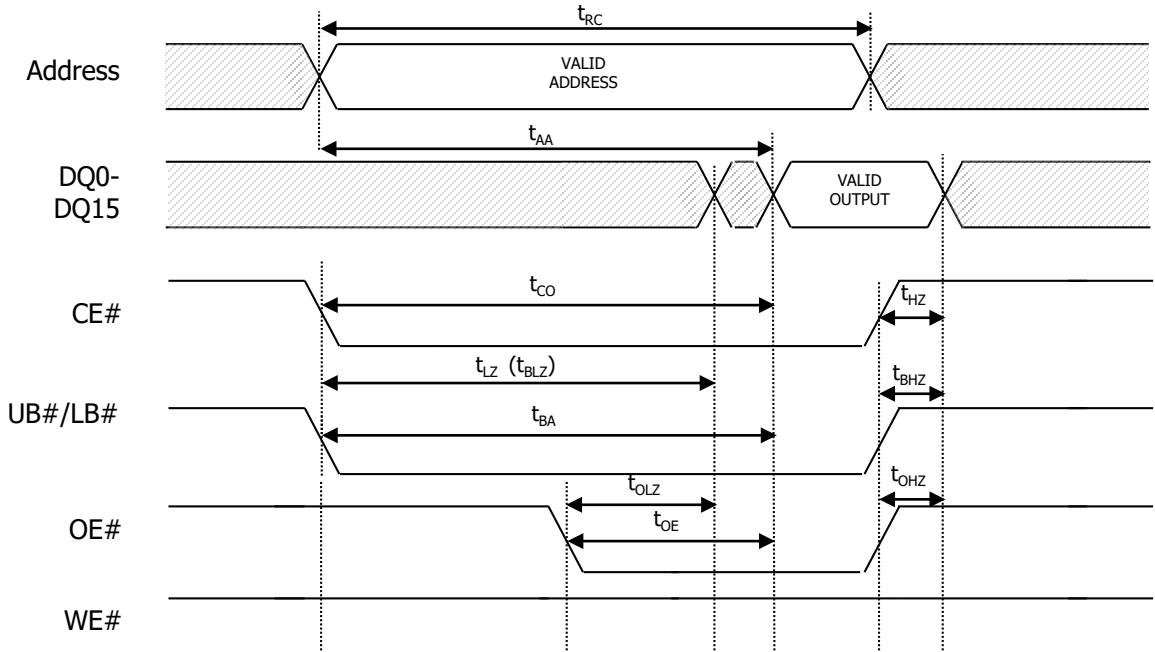 tRC
Address
VALID
ADDRESS
tAA
DQ0-
DQ15
VALID
OUTPUT
CE#
tCO
tHZ
tLZ (tBLZ)
tBHZ
UB#/LB#
tBA
tOLZ
tOHZ
OE#
tOE
WE#